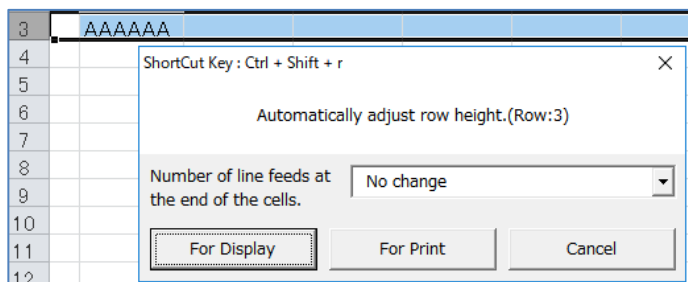 3 AAAAAA
4
ShortCut Key : Ctrl + Shift + r
5
6
Automatically adjust row height.(Row:3)
7
8
Number of line feeds at
the end of the cells.
No change
9
10
11
For Display For Print Cancel
12